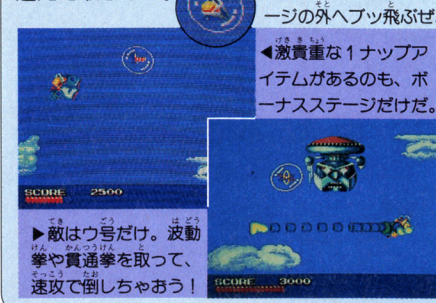 ージの外へブッ飛ぶぜ
◀激貴重な1ナップア
イテムがあるのも、ボ
ーナスステージだけだ。
SCORE 2500
▶敵はウ号だけ。波動
拳や貫通拳を取って、
速攻で倒しちゃおう!
SCORE 3000